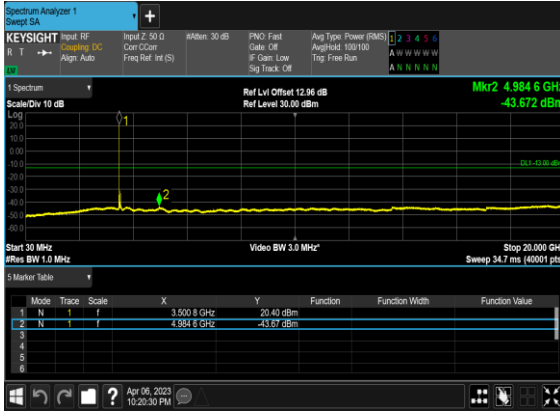 Spectrum Analyzer 1
Swept SA
+
KEYSIGHT
R T
Input: RF
Coupling: DC
Align: Auto
Input Z: 50 Ω
Corr CCorr
Freq Ref: Int (S)
#Atten: 30 dB
PNO: Fast
Gate: Off
IF Gain: Low
Sig Track: Off
Avg Type: Power (RMS)
Avg|Hold: 100/100
Trig: Free Run
1 2 3 4 5 6
A W W W W W
A N N N N N
1 Spectrum
Scale/Div 10 dB
Ref Lvl Offset 12.96 dB
Ref Level 30.00 dBm
Mkr2 4.984 6 GHz
-43.672 dBm
Log
20.0
10.0
0.00
-10.0
-20.0
-30.0
-40.0
-50.0
-60.0
1
2
DL1 -13.00 dBm
Start 30 MHz
#Res BW 1.0 MHz
Video BW 3.0 MHz*
Stop 20.000 GH
Sweep 34.7 ms (40001 pts
5 Marker Table
Mode Trace Scale X Y Function Function Width Function Value
1 N 1 f 3.500 8 GHz 20.40 dBm
2 N 1 f 4.984 6 GHz -43.67 dBm
3
4
5
6
?
Apr 06, 2023
10:20:30 PM